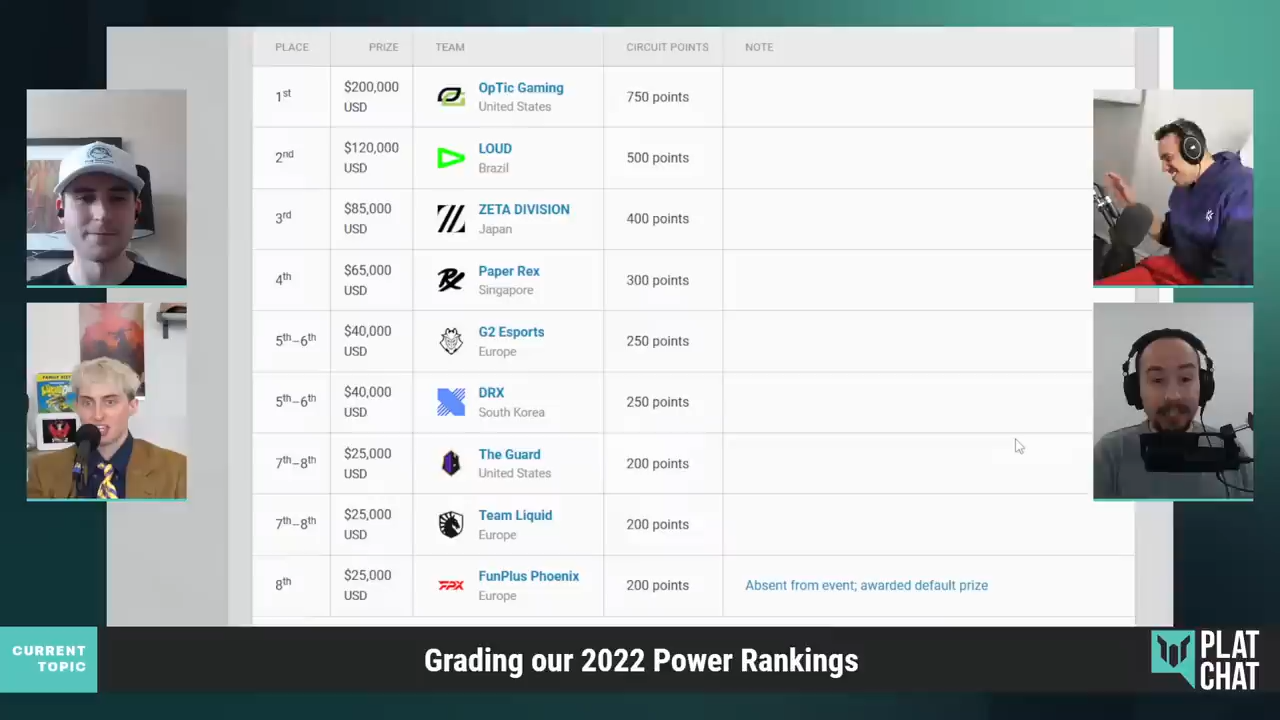 PLACE PRIZE TEAM CIRCUIT POINTS NOTE
1st $200,000 USD OpTic Gaming United States 750 points
2nd $120,000 USD LOUD Brazil 500 points
3rd $85,000 USD ZETA DIVISION Japan 400 points
4th $65,000 USD Paper Rex Singapore 300 points
5th–6th $40,000 USD G2 Esports Europe 250 points
5th–6th $40,000 USD DRX South Korea 250 points
7th–8th $25,000 USD The Guard United States 200 points
7th–8th $25,000 USD Team Liquid Europe 200 points
8th $25,000 USD FPX FunPlus Phoenix Europe 200 points Absent from event; awarded default prize
CURRENT TOPIC
Grading our 2022 Power Rankings
PLAT CHAT